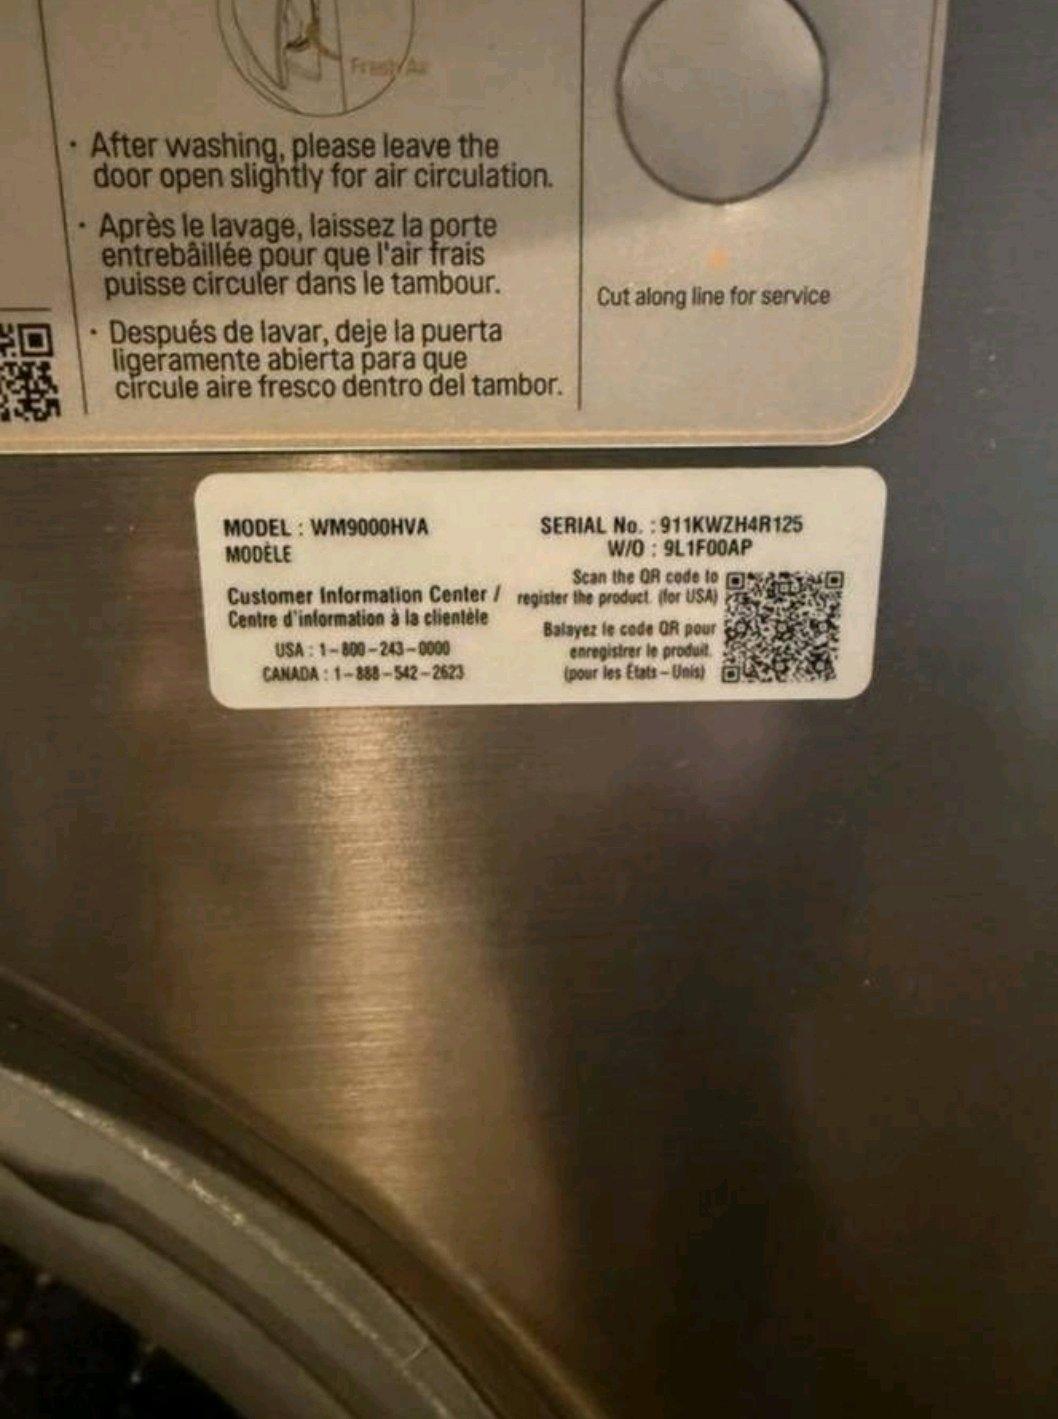 Fresh Air
· After washing, please leave the
door open slightly for air circulation.
· Après le lavage, laissez la porte
entrebâillée pour que l'air frais
puisse circuler dans le tambour.
· Después de lavar, deje la puerta
ligeramente abierta para que
circule aire fresco dentro del tambor.
Cut along line for service
MODEL : WM9000HVA
MODÈLE
Customer Information Center /
Centre d'information à la clientèle
USA : 1-800-243-0000
CANADA : 1-888-542-2623
SERIAL No. : 911KWZH4R125
W/O : 9L1F00AP
Scan the QR code to
register the product. (for USA)
Balayez le code QR pour
enregistrer le produit.
(pour les États-Unis)